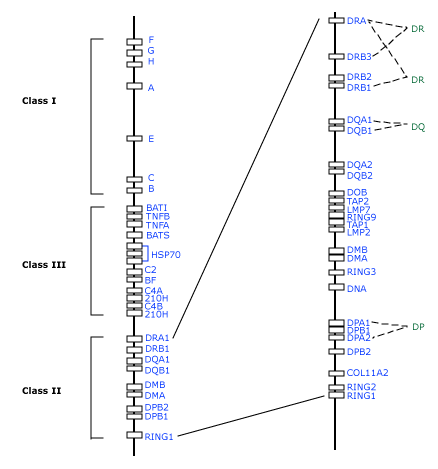 Class I
F
G
H
A
E
C
B
Class III
BATI
TNFB
TNFA
BATS
HSP70
C2
BF
C4A
210H
C4B
210H
Class II
DRA1
DRB1
DQA1
DQB1
DMB
DMA
DPB2
DPB1
RING1
DRA
DR
DRB3
DRB2
DR
DRB1
DQA1
DQ
DQB1
DQA2
DQB2
DOB
TAP2
LMP7
RING9
TAP1
LMP2
DMB
DMA
RING3
DNA
DPA1
DP
DPB1
DPA2
DPB2
COL11A2
RING2
RING1